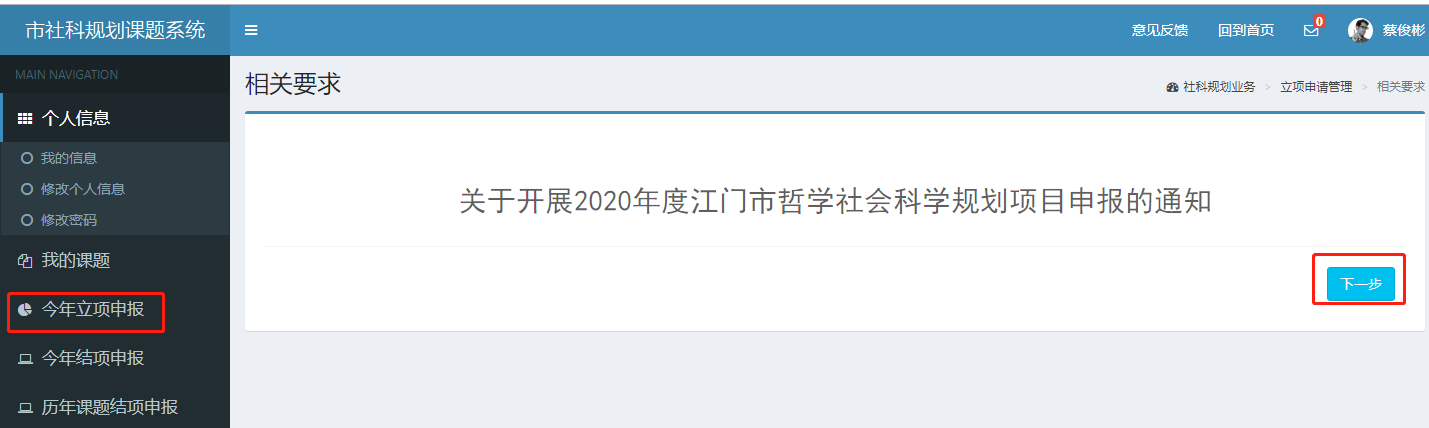 市社科规划课题系统
意见反馈 回到首页 0 蔡俊彬
MAIN NAVIGATION
相关要求
社科规划业务 > 立项申请管理 > 相关要求
个人信息
我的信息
修改个人信息
修改密码
我的课题
今年立项申报
今年结项申报
历年课题结项申报
关于开展2020年度江门市哲学社会科学规划项目申报的通知
下一步